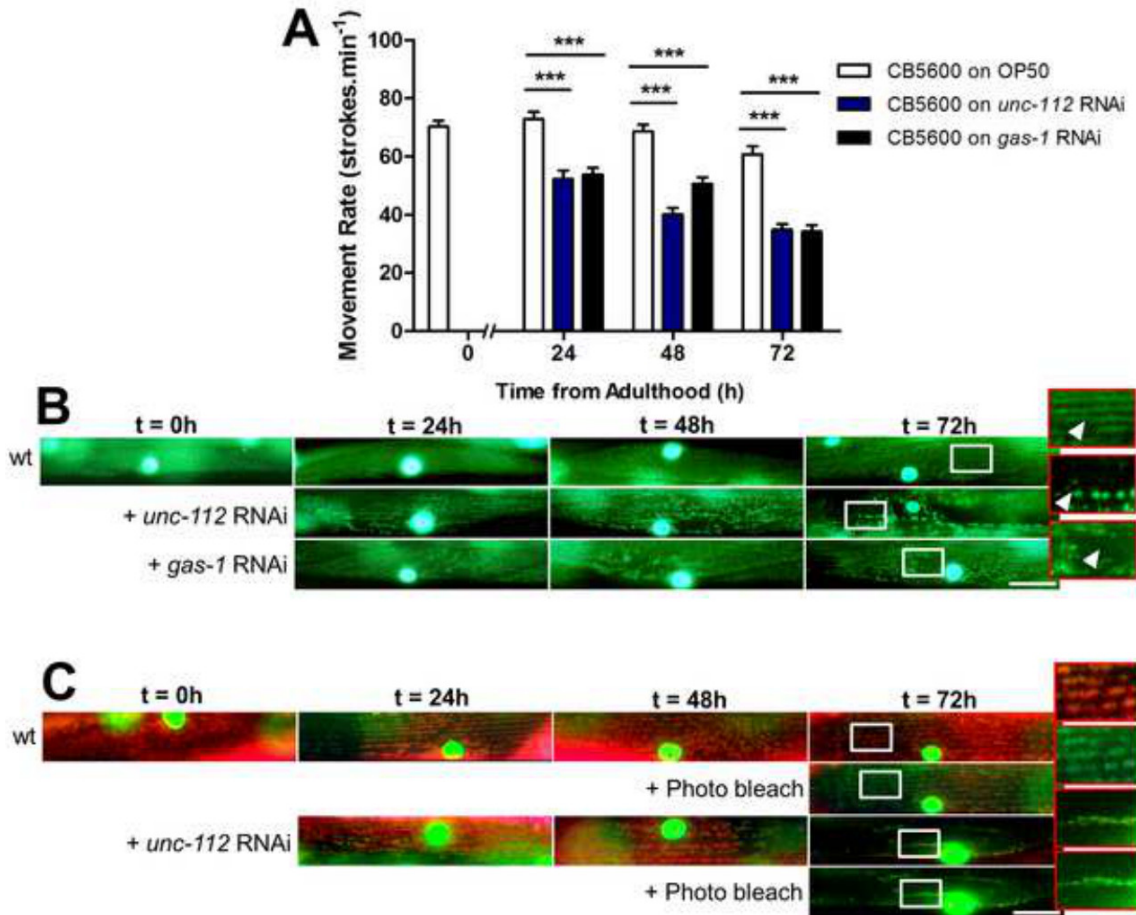 A
Movement Rate (strokes.min⁻¹)
100
80
60
40
20
0
*** *** ***
*** *** ***
CB5600 on OP50
CB5600 on unc-112 RNAi
CB5600 on gas-1 RNAi
0 24 48 72
Time from Adulthood (h)
B
t = 0h t = 24h t = 48h t = 72h
wt
+ unc-112 RNAi
+ gas-1 RNAi
C
t = 0h t = 24h t = 48h t = 72h
wt
+ Photo bleach
+ unc-112 RNAi
+ Photo bleach